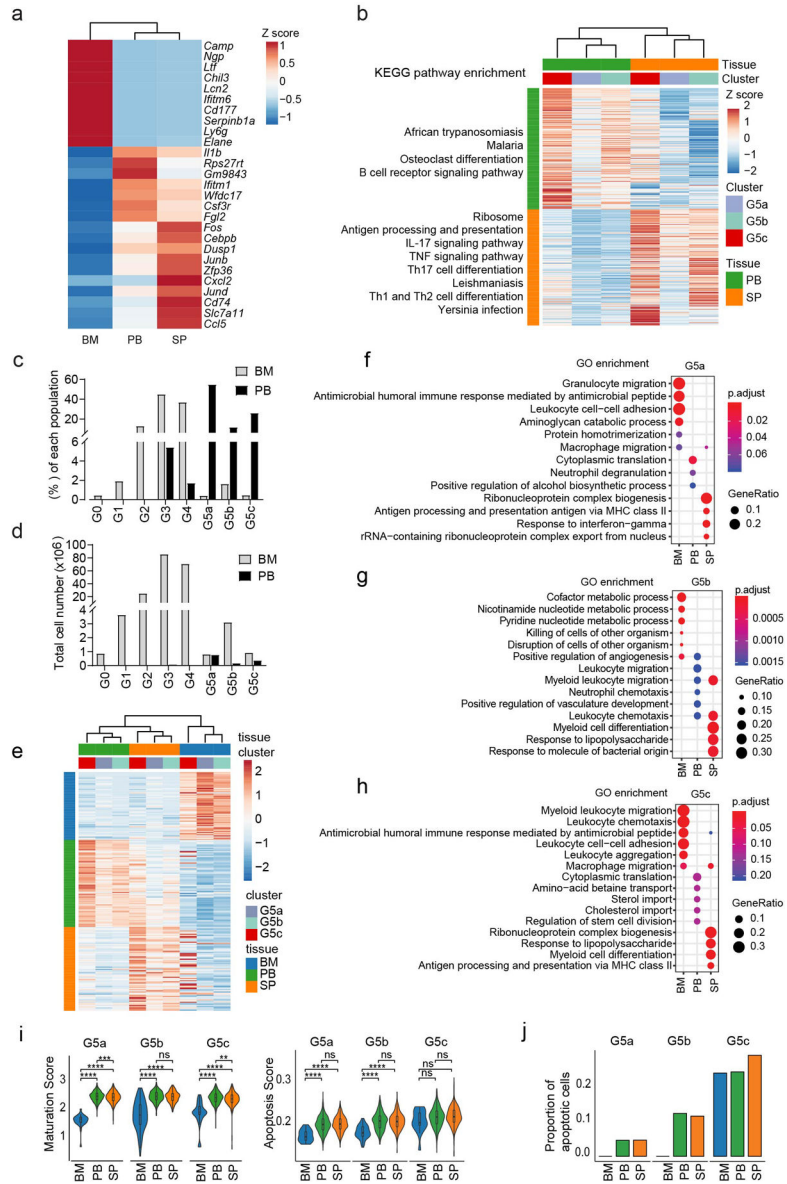 a
Z score
1
0.5
0
−0.5
−1
Camp
Ngp
Ltf
Chil3
Lcn2
Ifitm6
Cd177
Serpinb1a
Ly6g
Elane
Il1b
Rps27rt
Gm9843
Ifitm1
Wfdc17
Csf3r
Fgl2
Fos
Cebpb
Dusp1
Junb
Zfp36
Cxcl2
Jund
Cd74
Slc7a11
Ccl5
BM PB SP
b
KEGG pathway enrichment
Tissue
Cluster
Z score
2
1
0
−1
−2
African trypanosomiasis
Malaria
Osteoclast differentiation
B cell receptor signaling pathway
Ribosome
Antigen processing and presentation
IL-17 signaling pathway
TNF signaling pathway
Th17 cell differentiation
Leishmaniasis
Th1 and Th2 cell differentiation
Yersinia infection
Cluster
G5a
G5b
G5c
Tissue
PB
SP
c
BM
PB
(%) of each population
60
40
20
6
4
2
0
G0 G1 G2 G3 G4 G5a G5b G5c
d
BM
PB
Total cell number (x10⁶)
100
80
60
40
20
4
3
2
1
0
G0 G1 G2 G3 G4 G5a G5b G5c
e
tissue
cluster
2
1
0
−1
−2
cluster
G5a
G5b
G5c
tissue
BM
PB
SP
f
GO enrichment G5a
Granulocyte migration
Antimicrobial humoral immune response mediated by antimicrobial peptide
Leukocyte cell-cell adhesion
Aminoglycan catabolic process
Protein homotrimerization
Macrophage migration
Cytoplasmic translation
Neutrophil degranulation
Positive regulation of alcohol biosynthetic process
Ribonucleoprotein complex biogenesis
Antigen processing and presentation antigen via MHC class II
Response to interferon-gamma
rRNA-containing ribonucleoprotein complex export from nucleus
BM PB SP
p.adjust
0.02
0.04
0.06
GeneRatio
0.1
0.2
g
GO enrichment G5b
Cofactor metabolic process
Nicotinamide nucleotide metabolic process
Pyridine nucleotide metabolic process
Killing of cells of other organism
Disruption of cells of other organism
Positive regulation of angiogenesis
Leukocyte migration
Myeloid leukocyte migration
Neutrophil chemotaxis
Positive regulation of vasculature development
Leukocyte chemotaxis
Myeloid cell differentiation
Response to lipopolysaccharide
Response to molecule of bacterial origin
BM PB SP
p.adjust
0.0005
0.0010
0.0015
GeneRatio
0.10
0.15
0.20
0.25
0.30
h
GO enrichment G5c
Myeloid leukocyte migration
Leukocyte chemotaxis
Antimicrobial humoral immune response mediated by antimicrobial peptide
Leukocyte cell-cell adhesion
Leukocyte aggregation
Macrophage migration
Cytoplasmic translation
Amino-acid betaine transport
Sterol import
Cholesterol import
Regulation of stem cell division
Ribonucleoprotein complex biogenesis
Response to lipopolysaccharide
Myeloid cell differentiation
Antigen processing and presentation via MHC class II
BM PB SP
p.adjust
0.05
0.10
0.15
0.20
GeneRatio
0.1
0.2
0.3
i
G5a G5b G5c
Maturation Score
3
2
1
*** ns **
**** **** ****
**** **** ****
BM PB SP BM PB SP BM PB SP
G5a G5b G5c
Apoptosis Score
0.3
0.2
ns ns ns
**** **** ns
**** **** ns
BM PB SP BM PB SP BM PB SP
j
G5a G5b G5c
Proportion of
apoptotic cells
0.2
0.1
0.0
BM PB SP BM PB SP BM PB SP